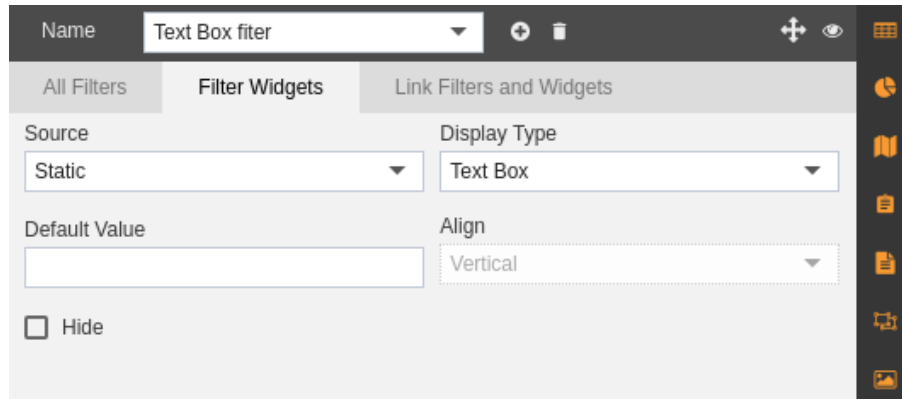 Name Text Box fiter
All Filters Filter Widgets Link Filters and Widgets
Source Display Type
Static Text Box
Default Value Align
Vertical
Hide